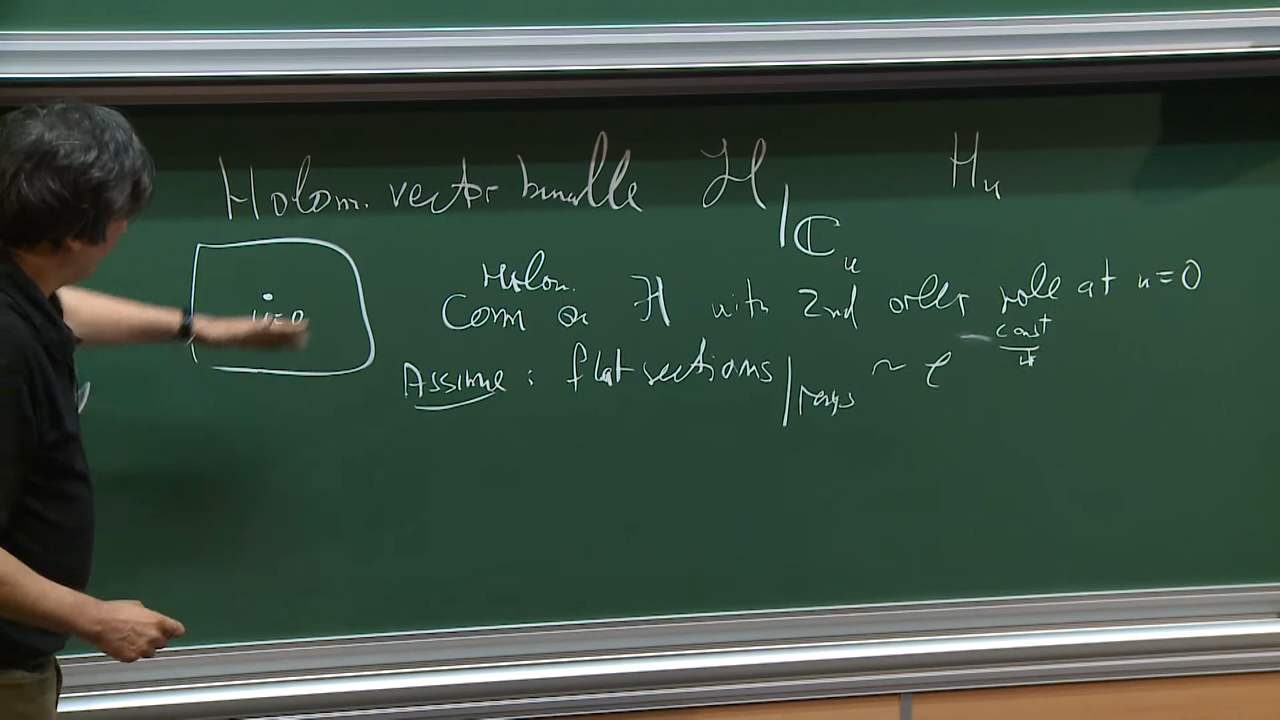 Holom. vector bundle ℋ|ℂ_u H_u
u=0
Holom.
Conn on ℋ with 2nd order pole at u=0
Assume : flat sections|rays ~ e^{-const/u}